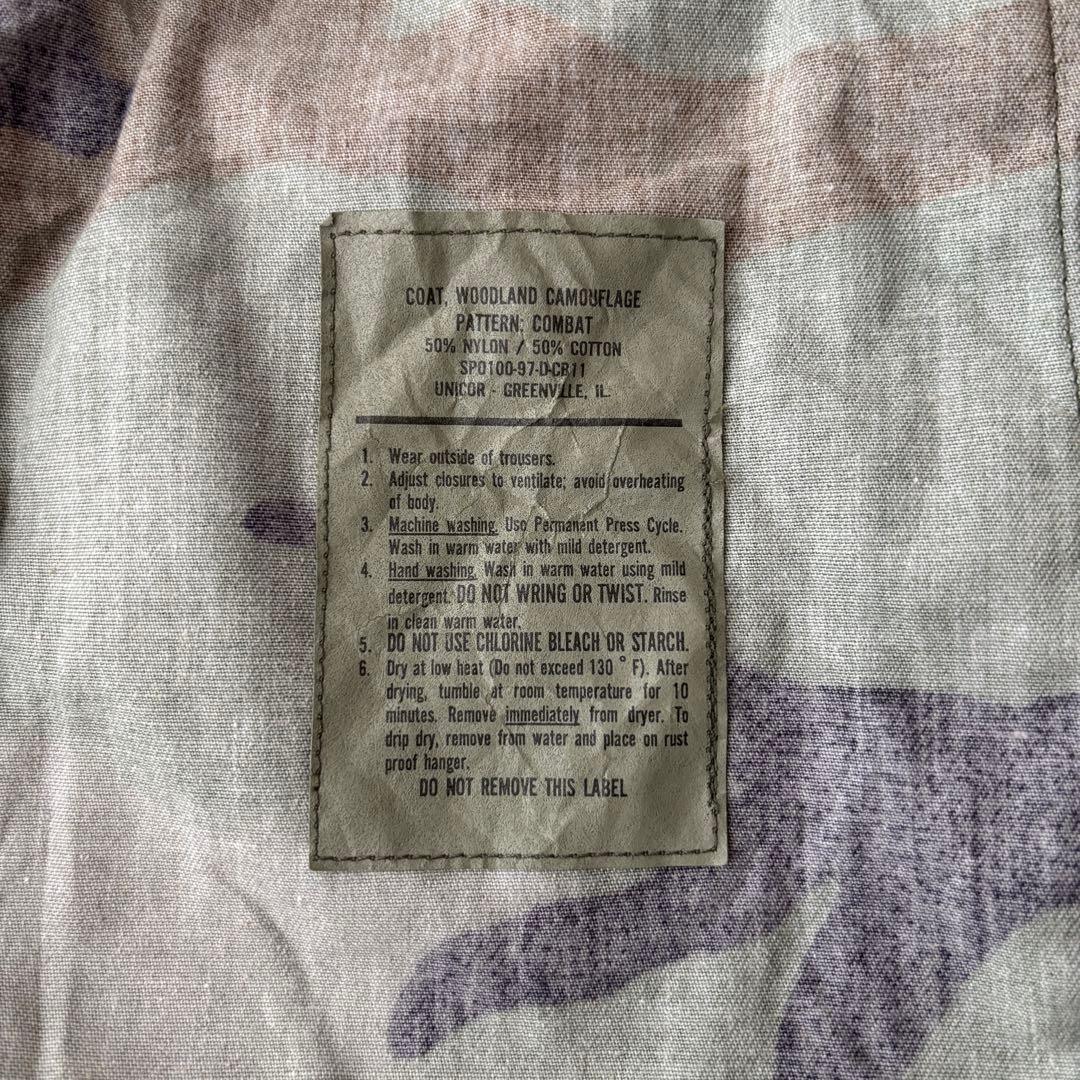 COAT, WOODLAND CAMOUFLAGE
PATTERN: COMBAT
50% NYLON / 50% COTTON
SPO100-97-D-CB11
UNICOR - GREENVILLE, IL.
1. Wear outside of trousers.
2. Adjust closures to ventilate; avoid overheating
of body.
3. Machine washing. Use Permanent Press Cycle.
Wash in warm water with mild detergent.
4. Hand washing. Wash in warm water using mild
detergent. DO NOT WRING OR TWIST. Rinse
in clean warm water.
5. DO NOT USE CHLORINE BLEACH OR STARCH.
6. Dry at low heat (Do not exceed 130 ° F). After
drying, tumble at room temperature for 10
minutes. Remove immediately from dryer. To
drip dry, remove from water and place on rust
proof hanger.
DO NOT REMOVE THIS LABEL